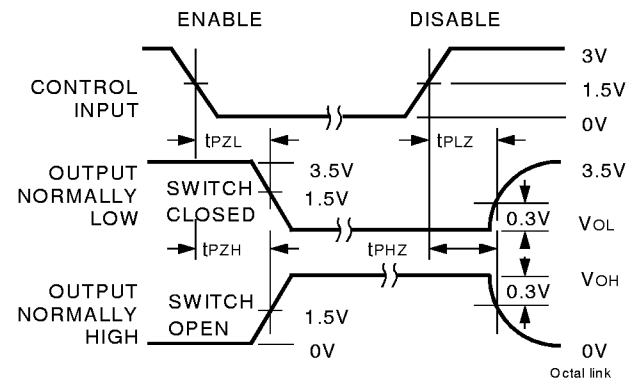 ENABLE
DISABLE
CONTROL
INPUT
3V
1.5V
0V
tPZL
tPLZ
OUTPUT
NORMALLY
LOW
SWITCH
CLOSED
3.5V
1.5V
3.5V
0.3V
VOL
tPZH
tPHZ
OUTPUT
NORMALLY
HIGH
SWITCH
OPEN
1.5V
0V
VOH
0.3V
0V
Octal link